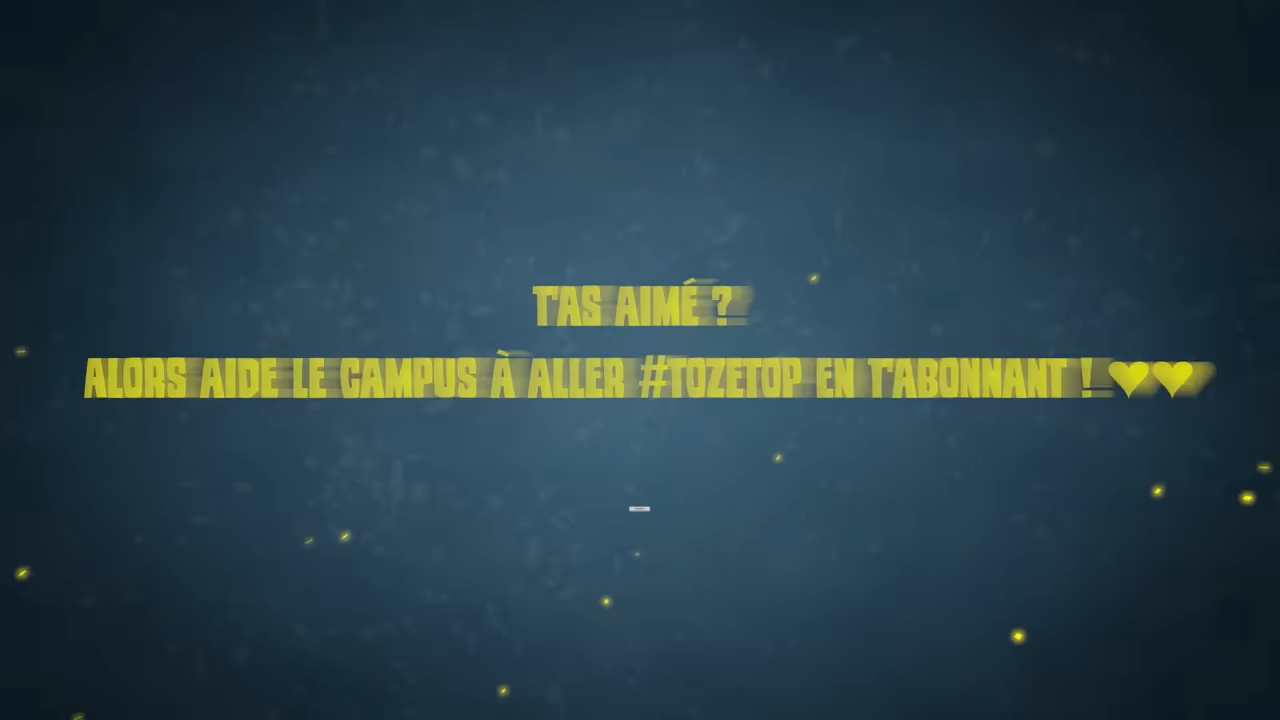 T'AS AIMÉ ?
ALORS AIDE LE CAMPUS À ALLER #TOZETOP EN T'ABONNANT ! ♥♥